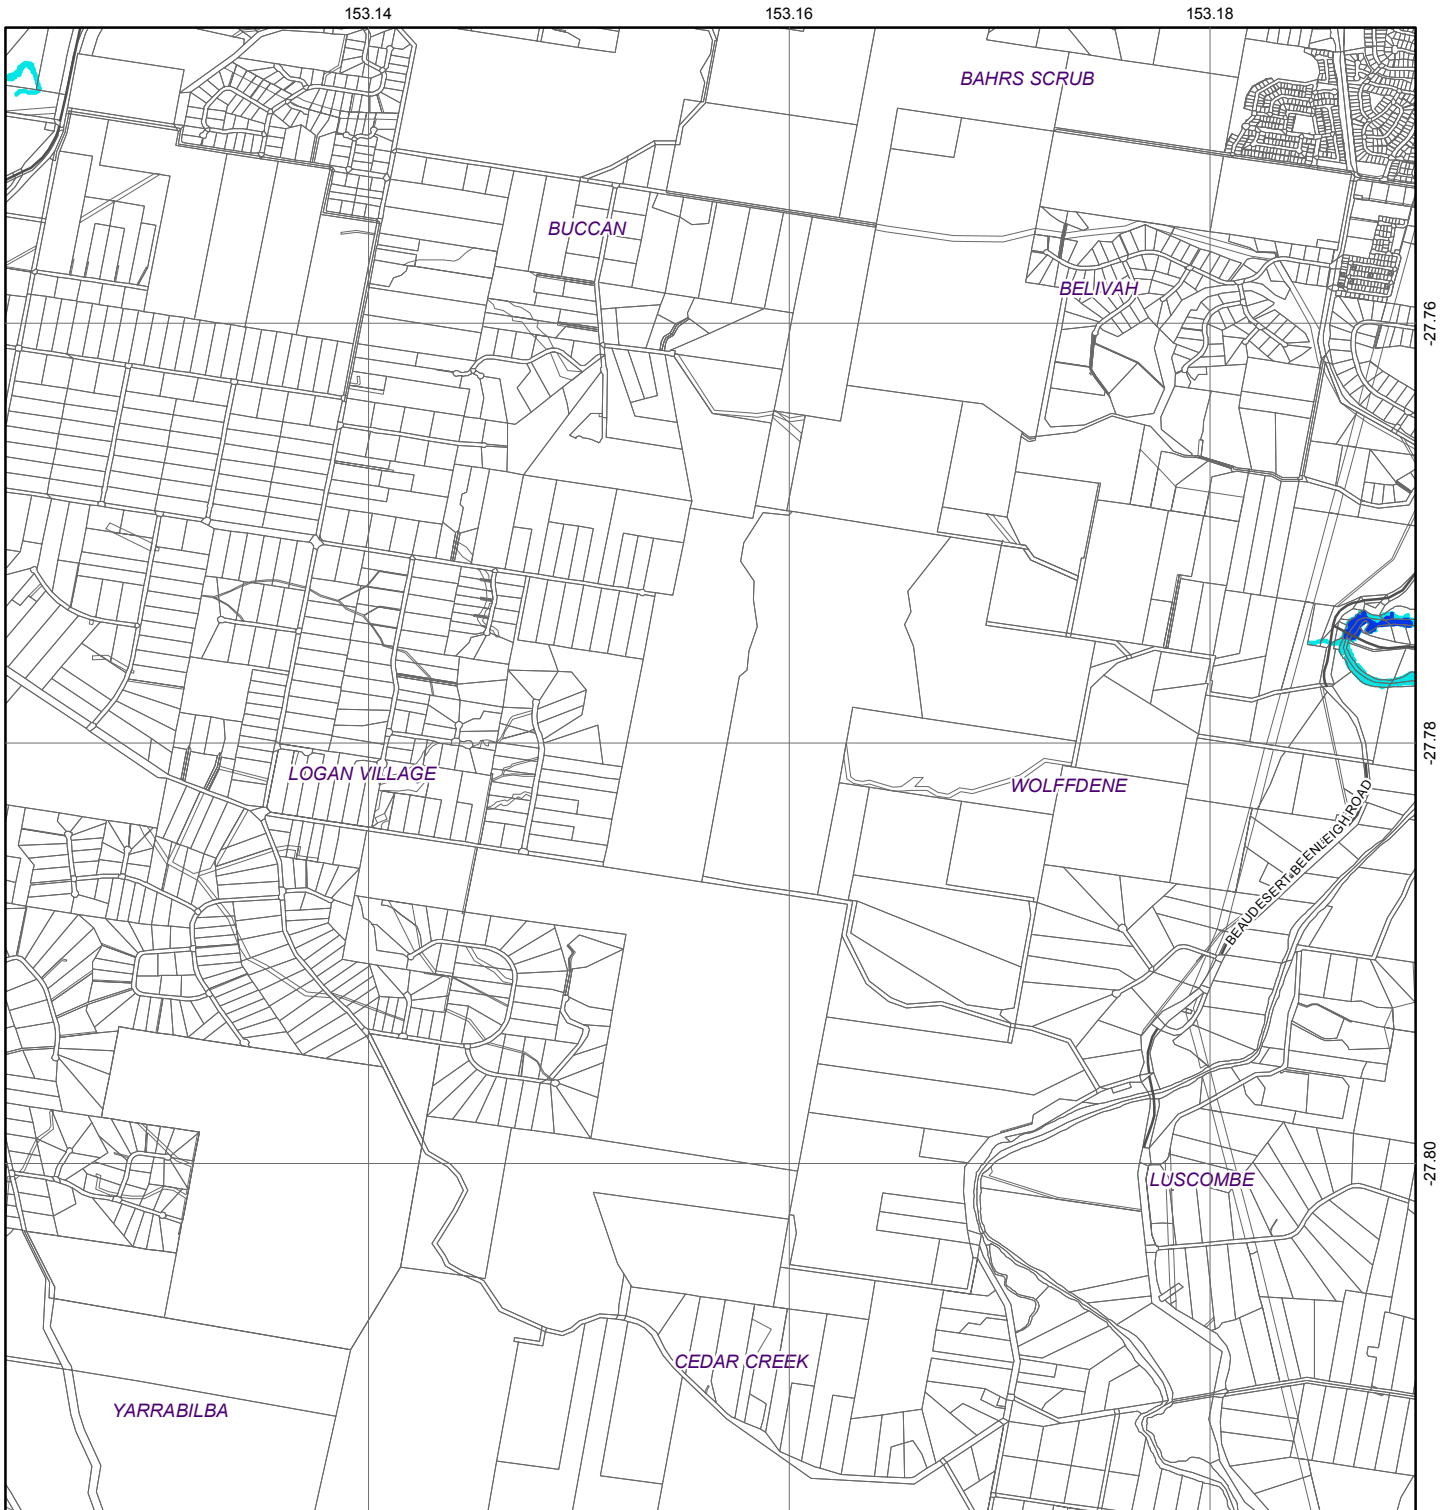 153.14
153.16
153.18
BAHRS SCRUB
BUCCAN
BELIVAH
-27.76
-27.78
LOGAN VILLAGE
WOLFFDENE
BEAUDESERT-BEENLEIGH ROAD
-27.80
LUSCOMBE
CEDAR CREEK
YARRABILBA